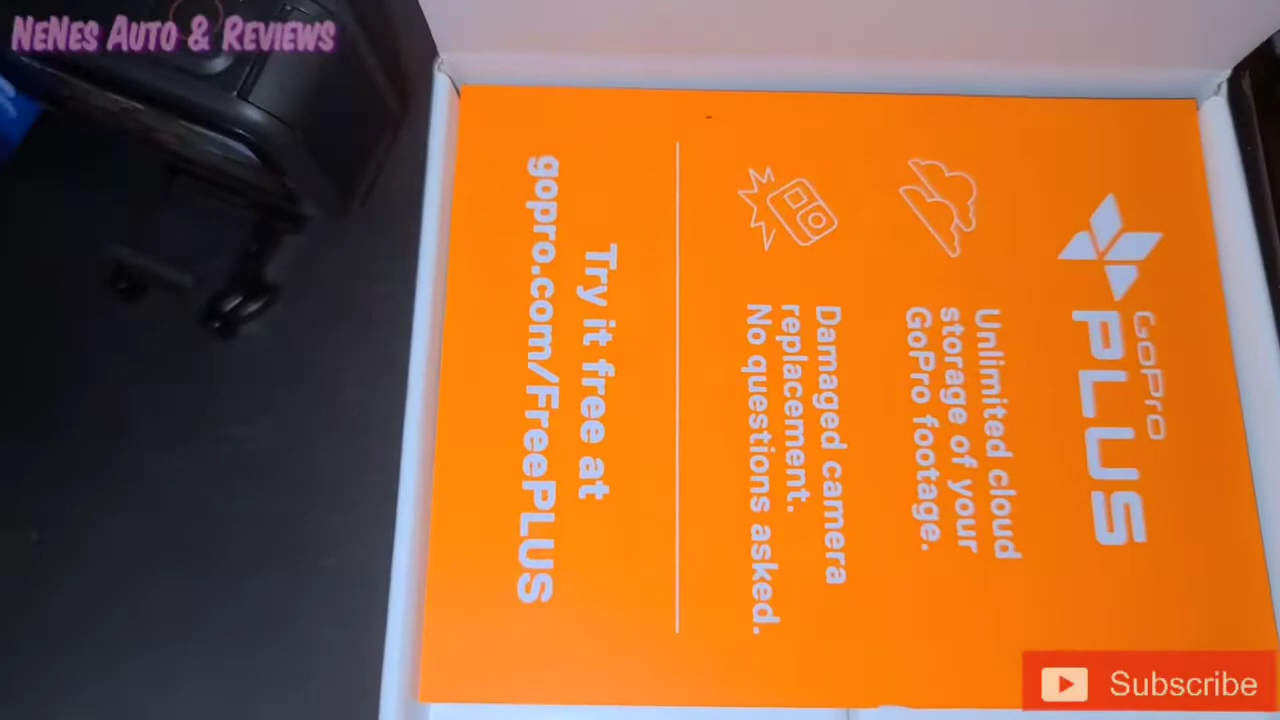 NeNes Auto & Reviews
GoPro
PLUS
Unlimited cloud
storage of your
GoPro footage.
Damaged camera
replacement.
No questions asked.
Try it free at
gopro.com/FreePLUS
Subscribe